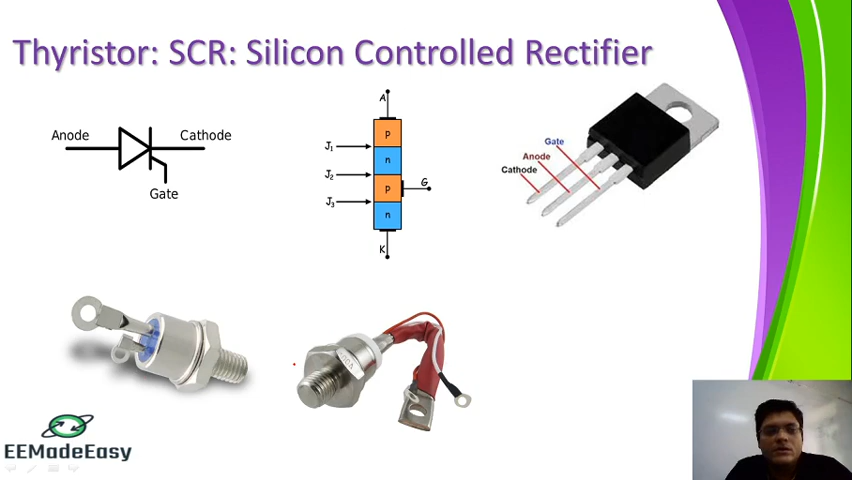 Thyristor: SCR: Silicon Controlled Rectifier
Anode
Cathode
Gate
A
J1
J2
J3
p
n
p
n
G
K
Gate
Anode
Cathode
EEMadeEasy